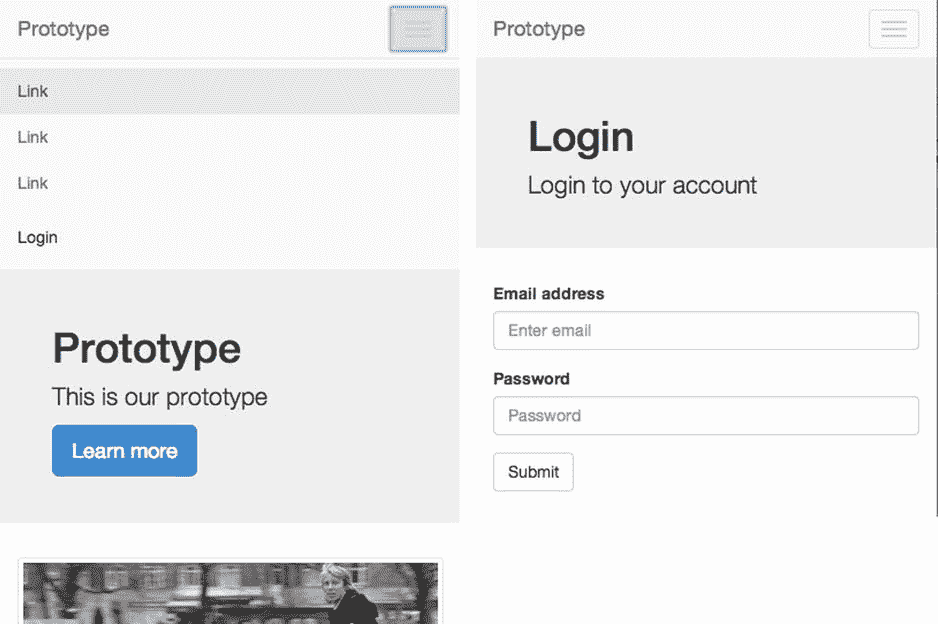 Prototype
Link
Link
Link
Login
Prototype
This is our prototype
Learn more
Prototype
Login
Login to your account
Email address
Enter email
Password
Password
Submit